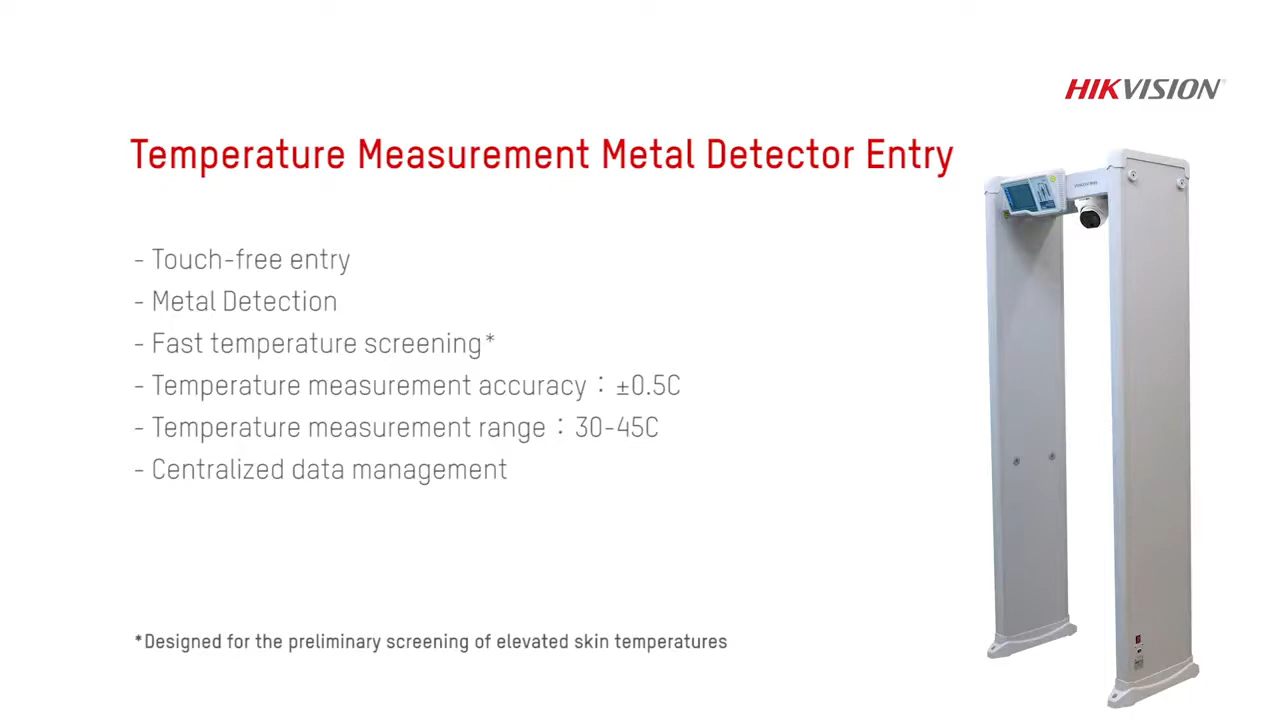 HIKVISION®
Temperature Measurement Metal Detector Entry
- Touch-free entry
- Metal Detection
- Fast temperature screening*
- Temperature measurement accuracy：±0.5C
- Temperature measurement range：30-45C
- Centralized data management
*Designed for the preliminary screening of elevated skin temperatures